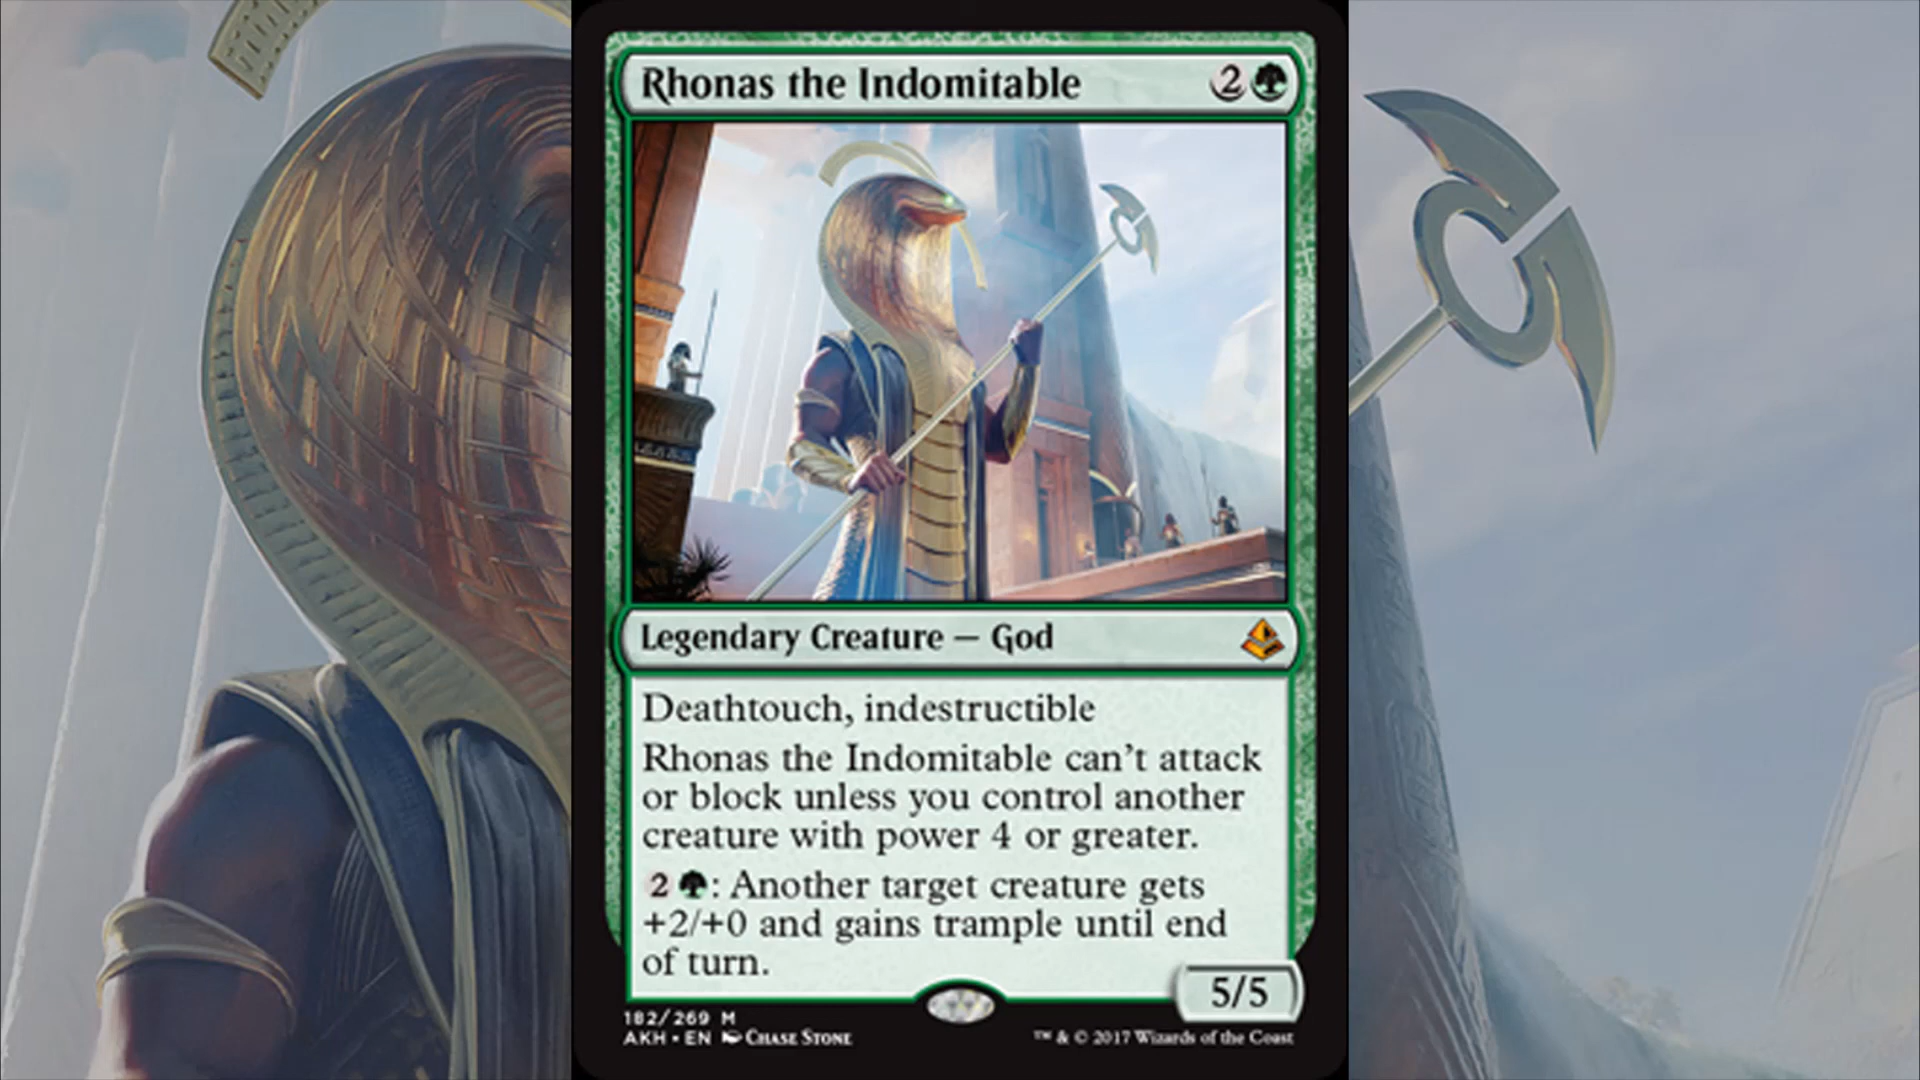 Rhonas the Indomitable 2
Legendary Creature — God
Deathtouch, indestructible
Rhonas the Indomitable can't attack
or block unless you control another
creature with power 4 or greater.
2 : Another target creature gets
+2/+0 and gains trample until end
of turn.
5/5
182/269 M
AKH • EN Chase Stone
™ & © 2017 Wizards of the Coast